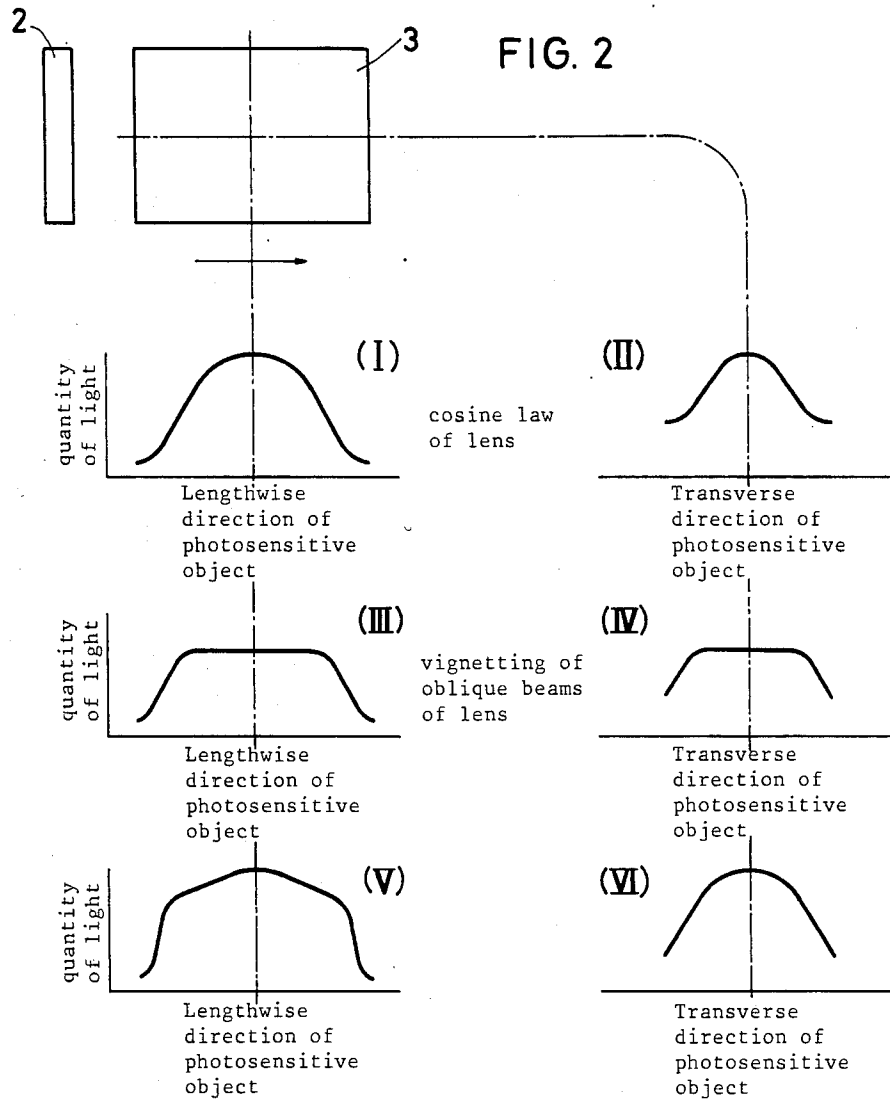 2
3
FIG. 2
(I)
(II)
quantity
of light
cosine law
of lens
Lengthwise
direction of
photosensitive
object
Transverse
direction of
photosensitive
object
(III)
(IV)
quantity
of light
vignetting of
oblique beams
of lens
Lengthwise
direction of
photosensitive
object
Transverse
direction of
photosensitive
object
(V)
(VI)
quantity
of light
Lengthwise
direction of
photosensitive
object
Transverse
direction of
photosensitive
object